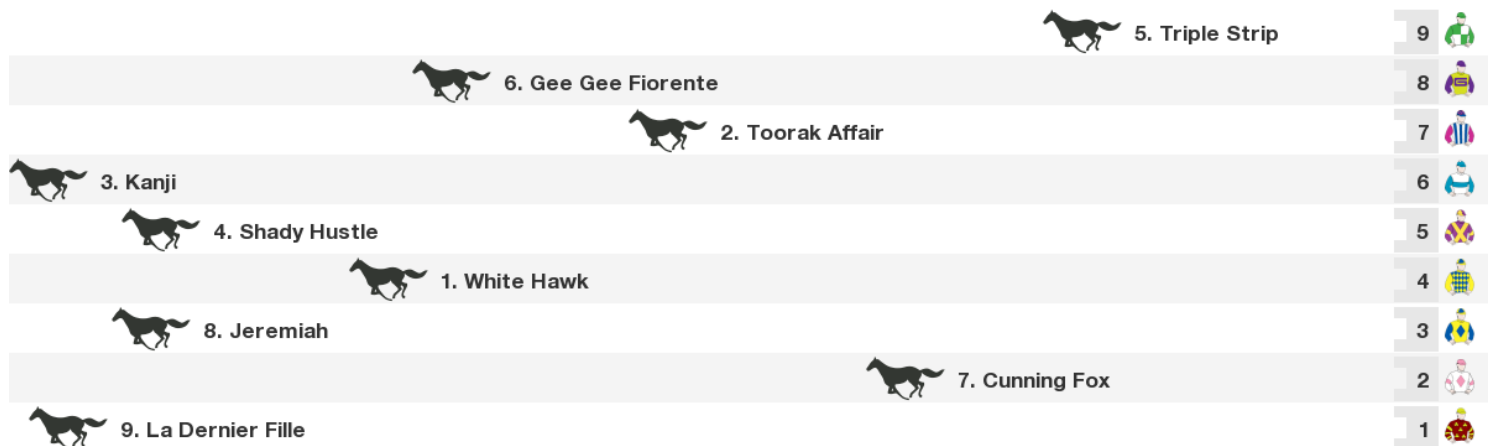 5. Triple Strip 9
6. Gee Gee Fiorente 8
2. Toorak Affair 7
3. Kanji 6
4. Shady Hustle 5
1. White Hawk 4
8. Jeremiah 3
7. Cunning Fox 2
9. La Dernier Fille 1